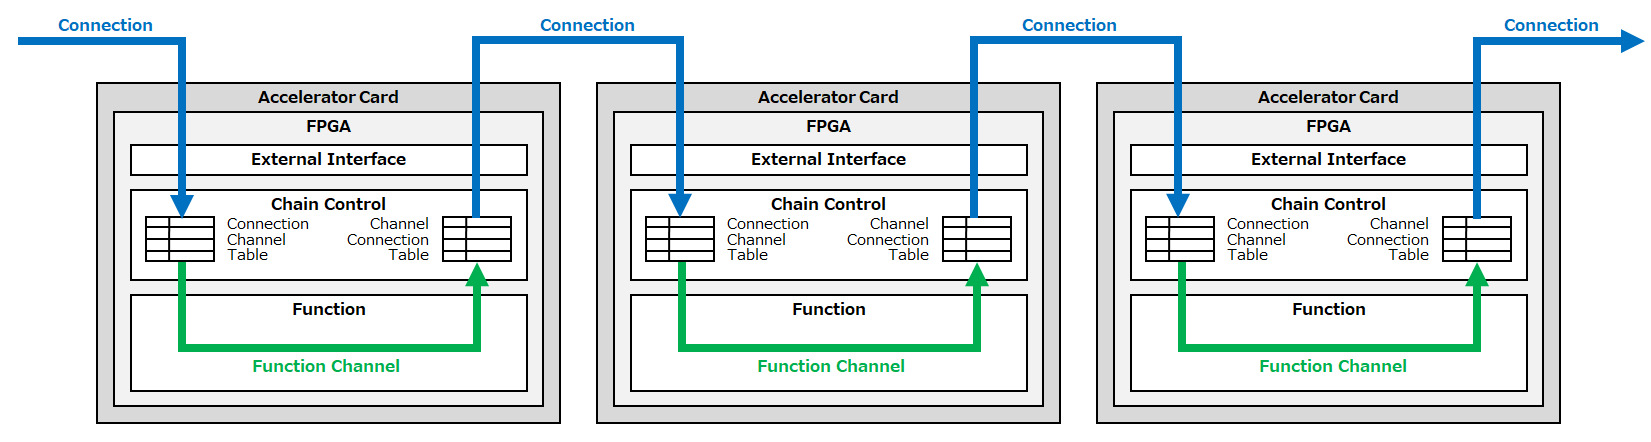 Connection
Connection
Connection
Connection
Accelerator Card
FPGA
External Interface
Chain Control
Connection
Channel
Table
Channel
Connection
Table
Function
Function Channel
Accelerator Card
FPGA
External Interface
Chain Control
Connection
Channel
Table
Channel
Connection
Table
Function
Function Channel
Accelerator Card
FPGA
External Interface
Chain Control
Connection
Channel
Table
Channel
Connection
Table
Function
Function Channel